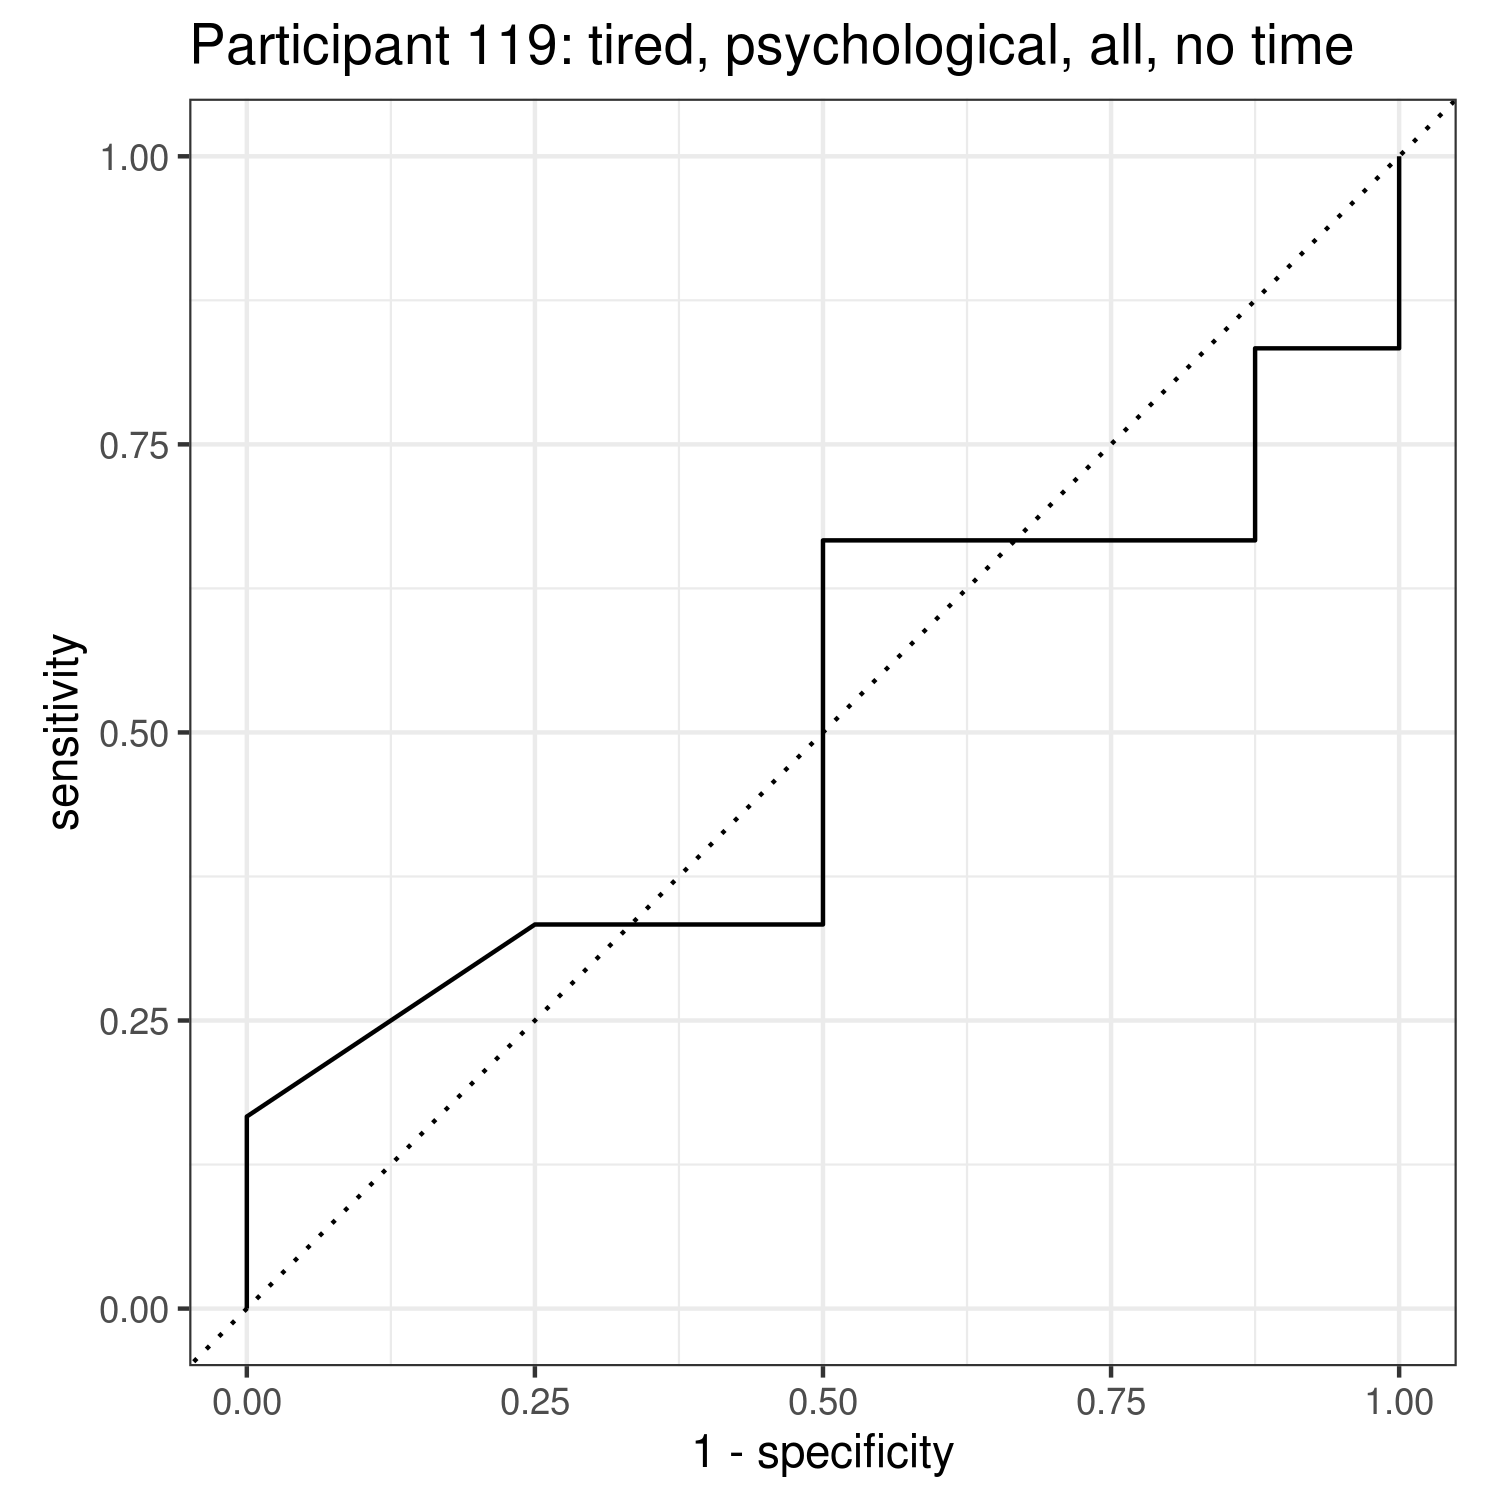 Participant 119: tired, psychological, all, no time
1.00
0.75
0.50
0.25
0.00
sensitivity
0.00 0.25 0.50 0.75 1.00
1 - specificity